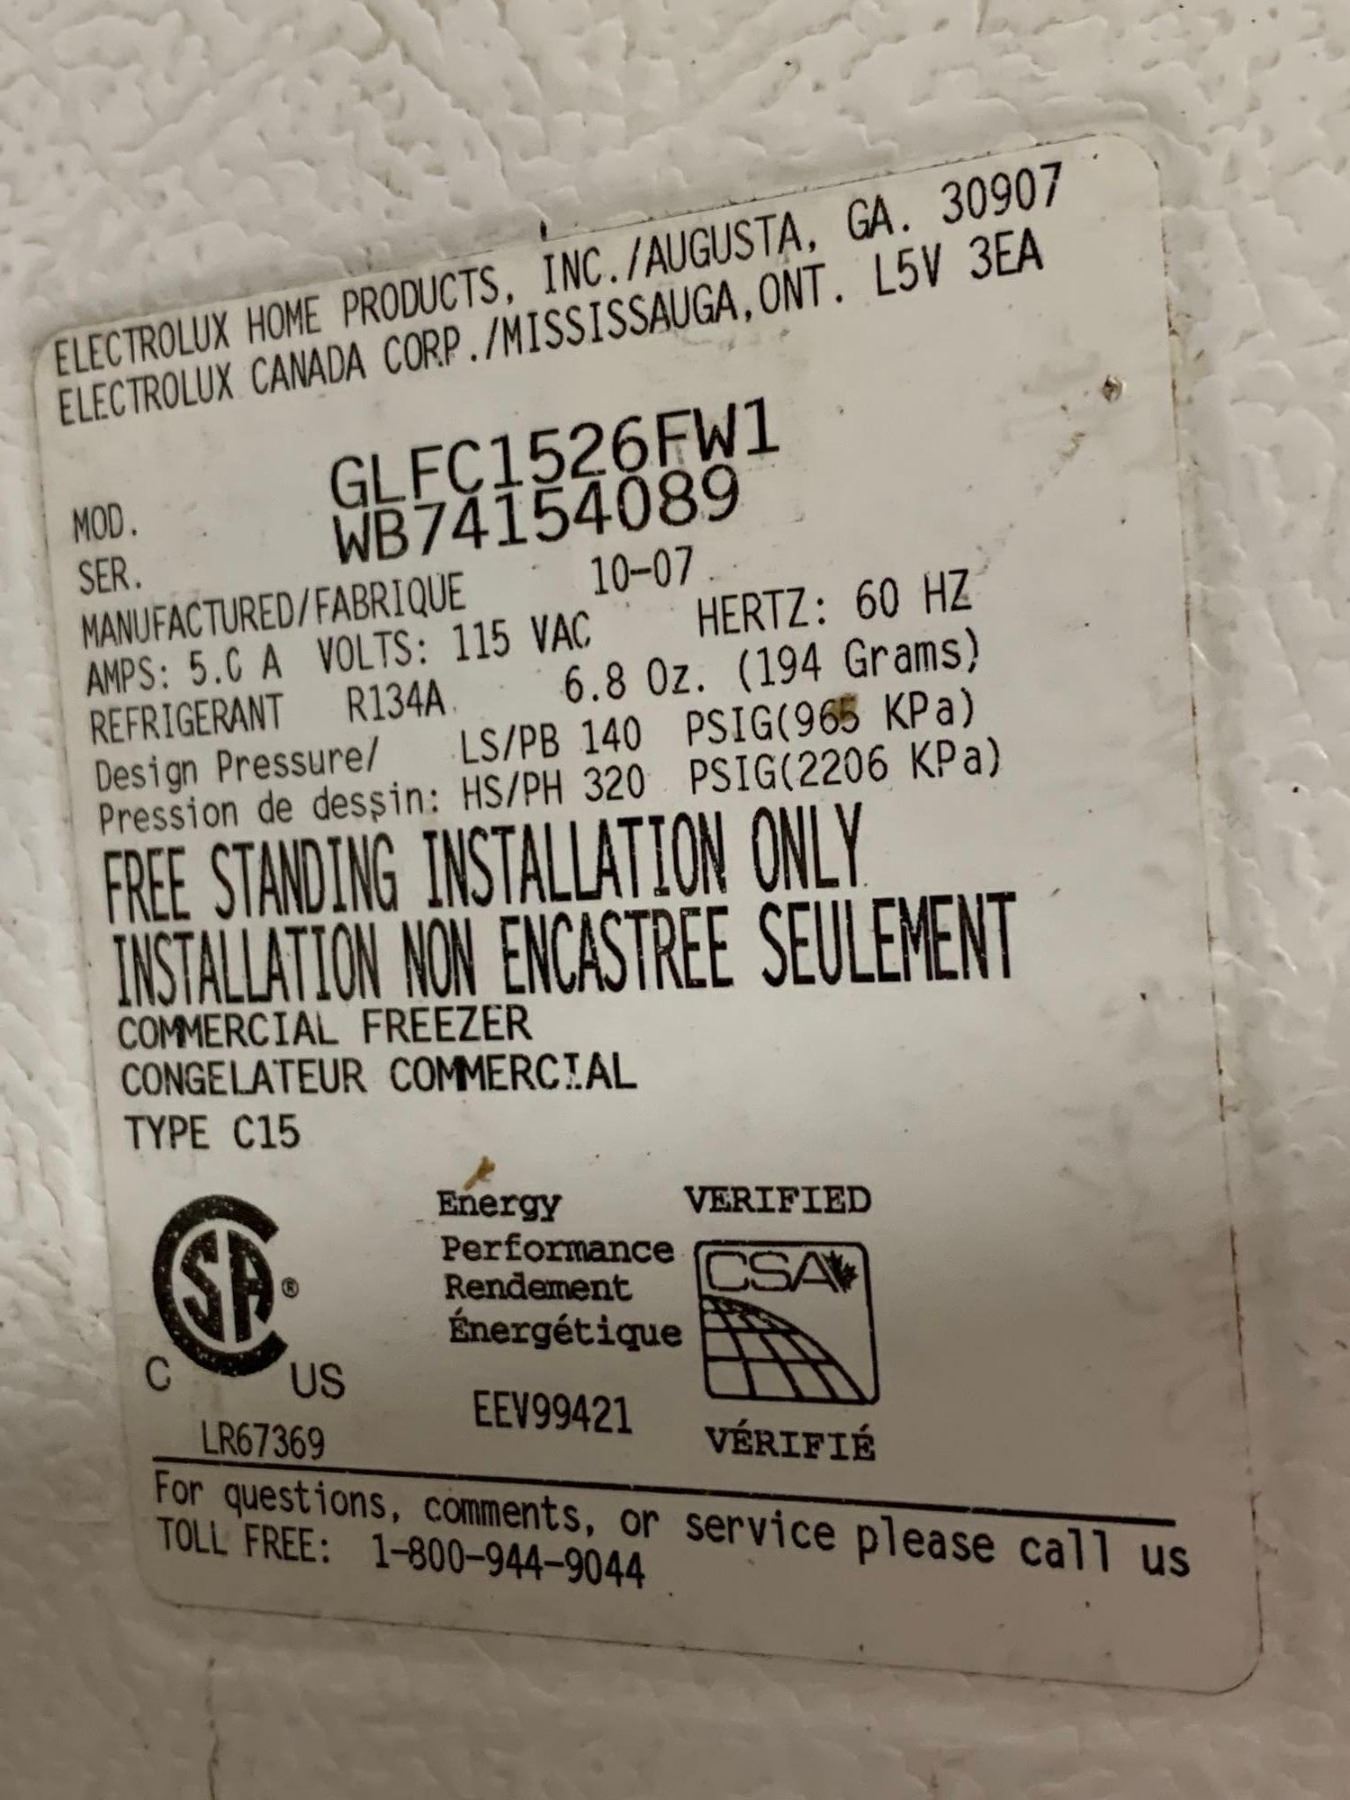 ELECTROLUX HOME PRODUCTS, INC./AUGUSTA, GA. 30907
ELECTROLUX CANADA CORP./MISSISSAUGA,ONT. L5V 3EA
MOD. GLFC1526FW1
SER. WB74154089
MANUFACTURED/FABRIQUE 10-07
AMPS: 5.0 A VOLTS: 115 VAC HERTZ: 60 HZ
REFRIGERANT R134A 6.8 Oz. (194 Grams)
Design Pressure/ LS/PB 140 PSIG(965 KPa)
Pression de dessin: HS/PH 320 PSIG(2206 KPa)
FREE STANDING INSTALLATION ONLY
INSTALLATION NON ENCASTREE SEULEMENT
COMMERCIAL FREEZER
CONGELATEUR COMMERCIAL
TYPE C15
CSA®
C US
LR67369
Energy
Performance
Rendement
Énergétique
EEV99421
VERIFIED
CSA
VÉRIFIÉ
For questions, comments, or service please call us
TOLL FREE: 1-800-944-9044